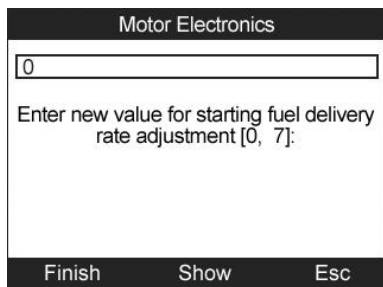 Motor Electronics
0
Enter new value for starting fuel delivery
rate adjustment [0, 7]:
Finish Show Esc